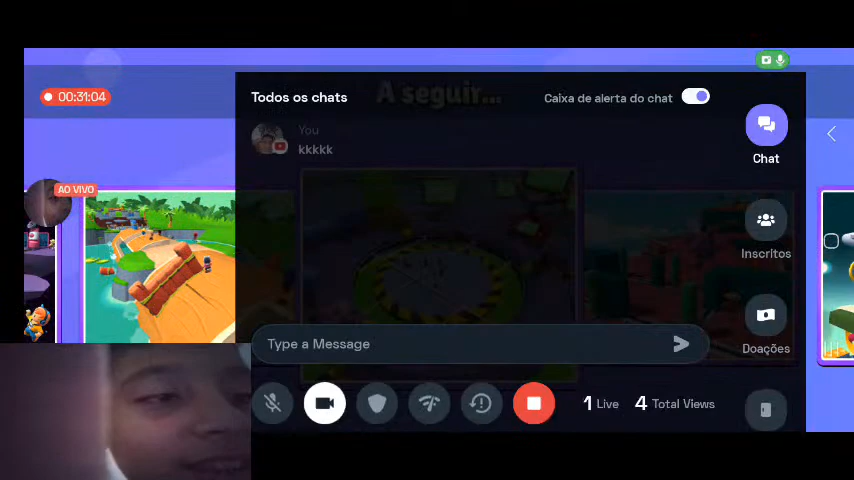 00:31:04
Todos os chats
A seguir...
Caixa de alerta do chat
You
kkkkk
Chat
AO VIVO
Inscritos
Type a Message
Doações
1 Live 4 Total Views